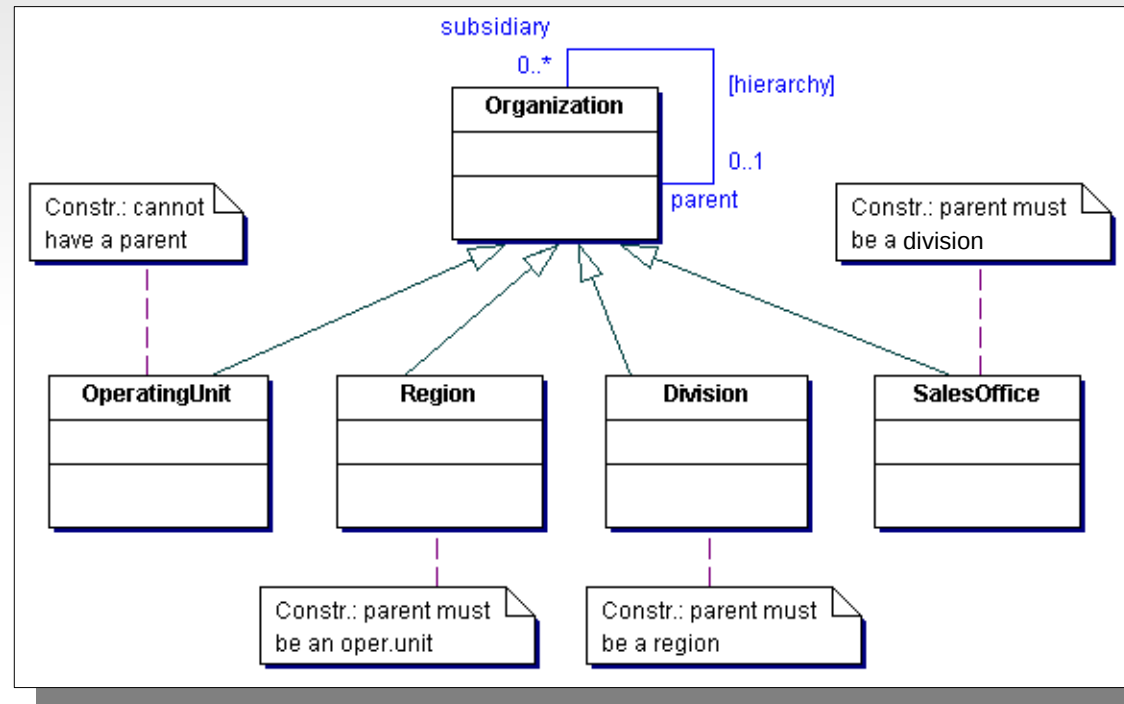 subsidiary
0..*
[hierarchy]
Organization
0..1
parent
Constr.: cannot
have a parent
Constr.: parent must
be a division
OperatingUnit
Region
Division
SalesOffice
Constr.: parent must
be an oper.unit
Constr.: parent must
be a region